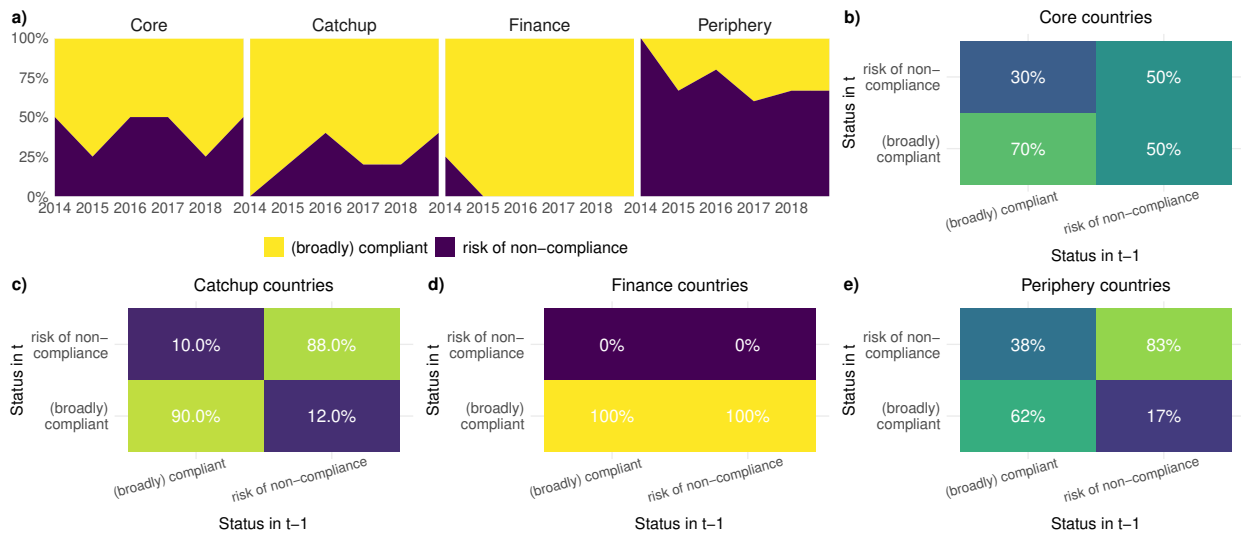 a)
Core
Catchup
Finance
Periphery
100%
75%
50%
25%
0%
2014 2015 2016 2017 2018
2014 2015 2016 2017 2018
2014 2015 2016 2017 2018
2014 2015 2016 2017 2018
(broadly) compliant
risk of non−compliance
b)
Core countries
Status in t
risk of non−
compliance
30%
50%
(broadly)
compliant
70%
50%
(broadly) compliant
risk of non−compliance
Status in t−1
c)
Catchup countries
Status in t
risk of non−
compliance
10.0%
88.0%
(broadly)
compliant
90.0%
12.0%
(broadly) compliant
risk of non−compliance
Status in t−1
d)
Finance countries
Status in t
risk of non−
compliance
0%
0%
(broadly)
compliant
100%
100%
(broadly) compliant
risk of non−compliance
Status in t−1
e)
Periphery countries
Status in t
risk of non−
compliance
38%
83%
(broadly)
compliant
62%
17%
(broadly) compliant
risk of non−compliance
Status in t−1